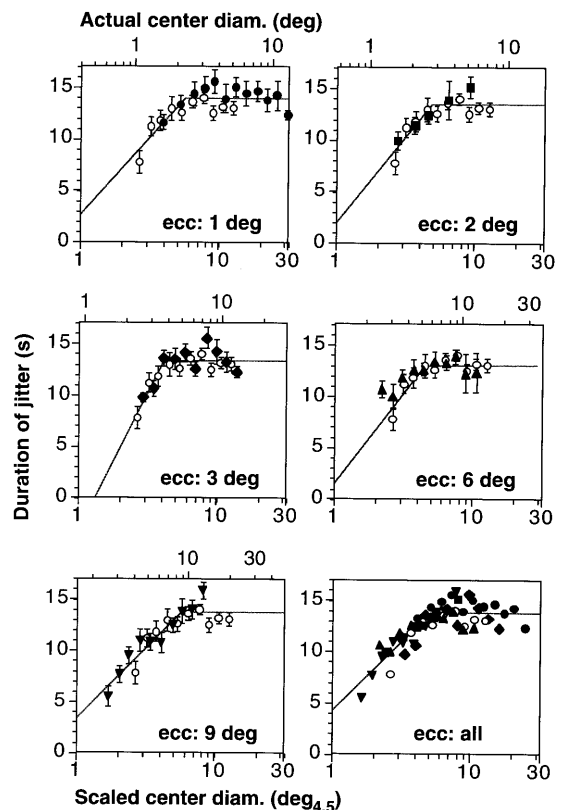 Actual center diam. (deg)
1 10
1 10
15
10
5
0
ecc: 1 deg
1 10 30
15
10
5
0
ecc: 2 deg
1 10 30
1 10
1 10 30
Duration of jitter (s)
15
10
5
0
ecc: 3 deg
1 10 30
15
10
5
0
ecc: 6 deg
1 10 30
10 30
15
10
5
0
ecc: 9 deg
1 10 30
15
10
5
0
ecc: all
1 10 30
Scaled center diam. (deg4.5)